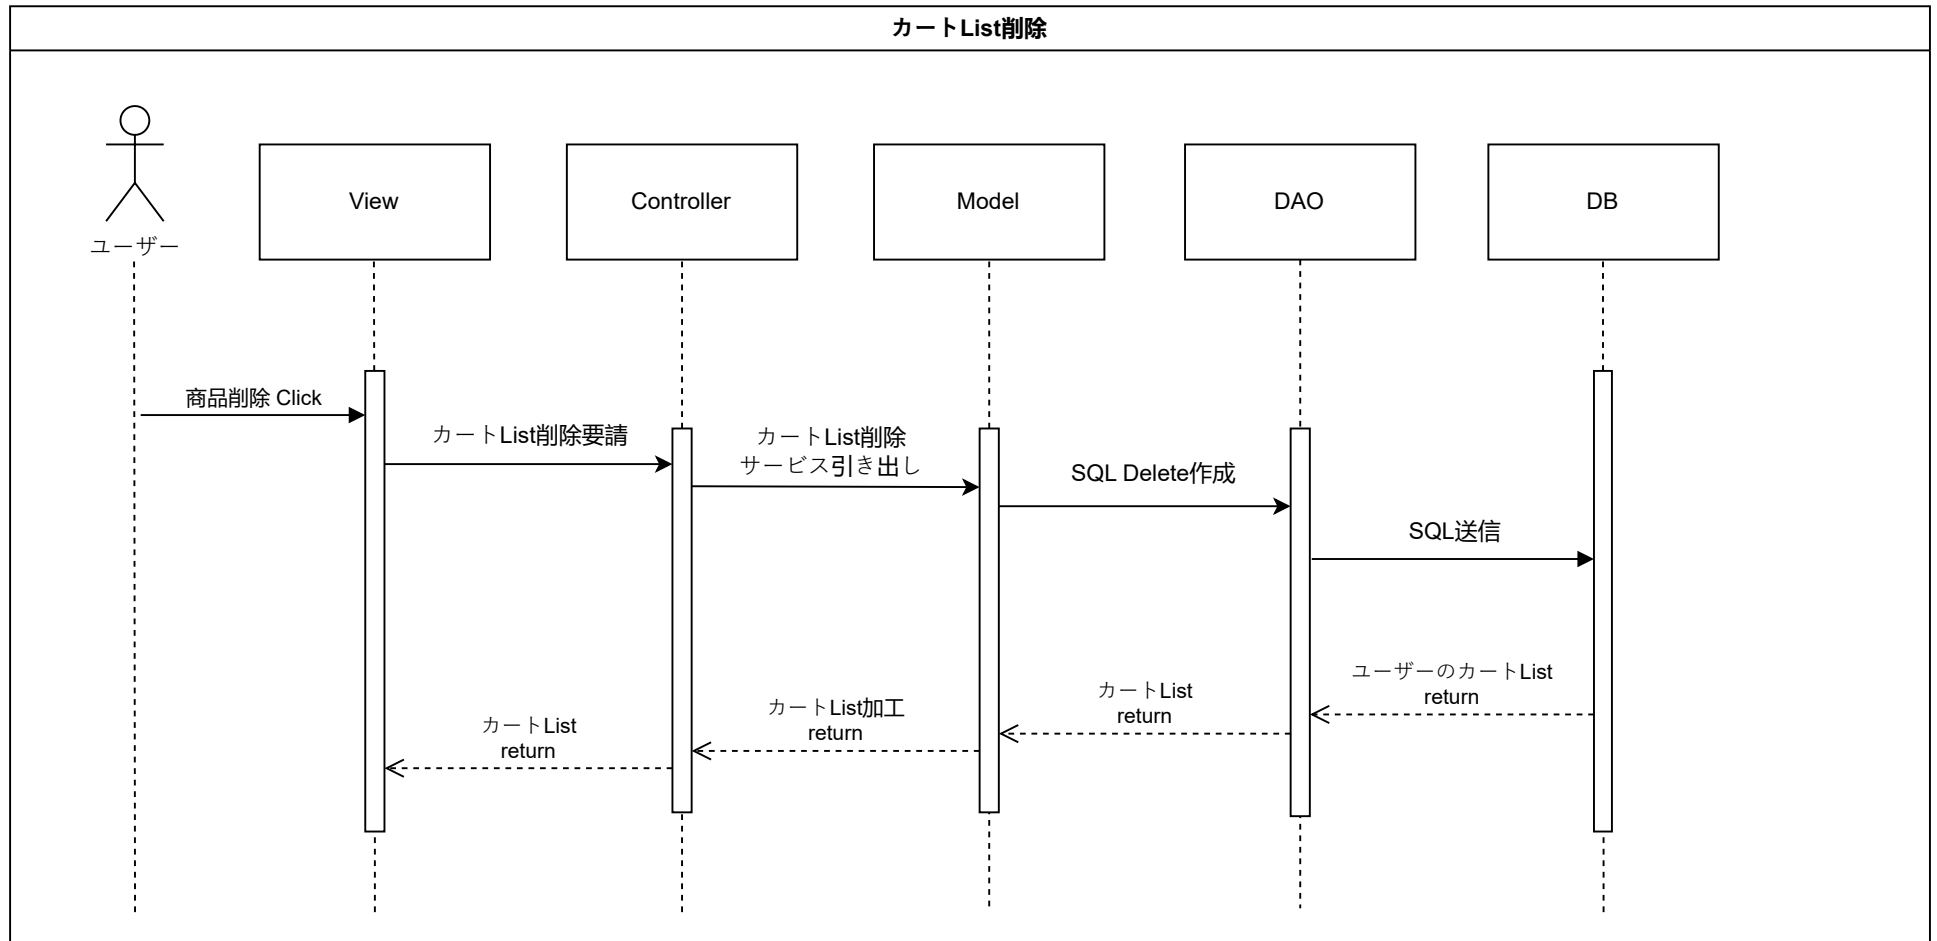 カートList削除
ユーザー
View
Controller
Model
DAO
DB
商品削除 Click
カートList削除要請
カートList削除
サービス引き出し
SQL Delete作成
SQL送信
ユーザーのカートList
return
カートList
return
カートList加工
return
カートList
return